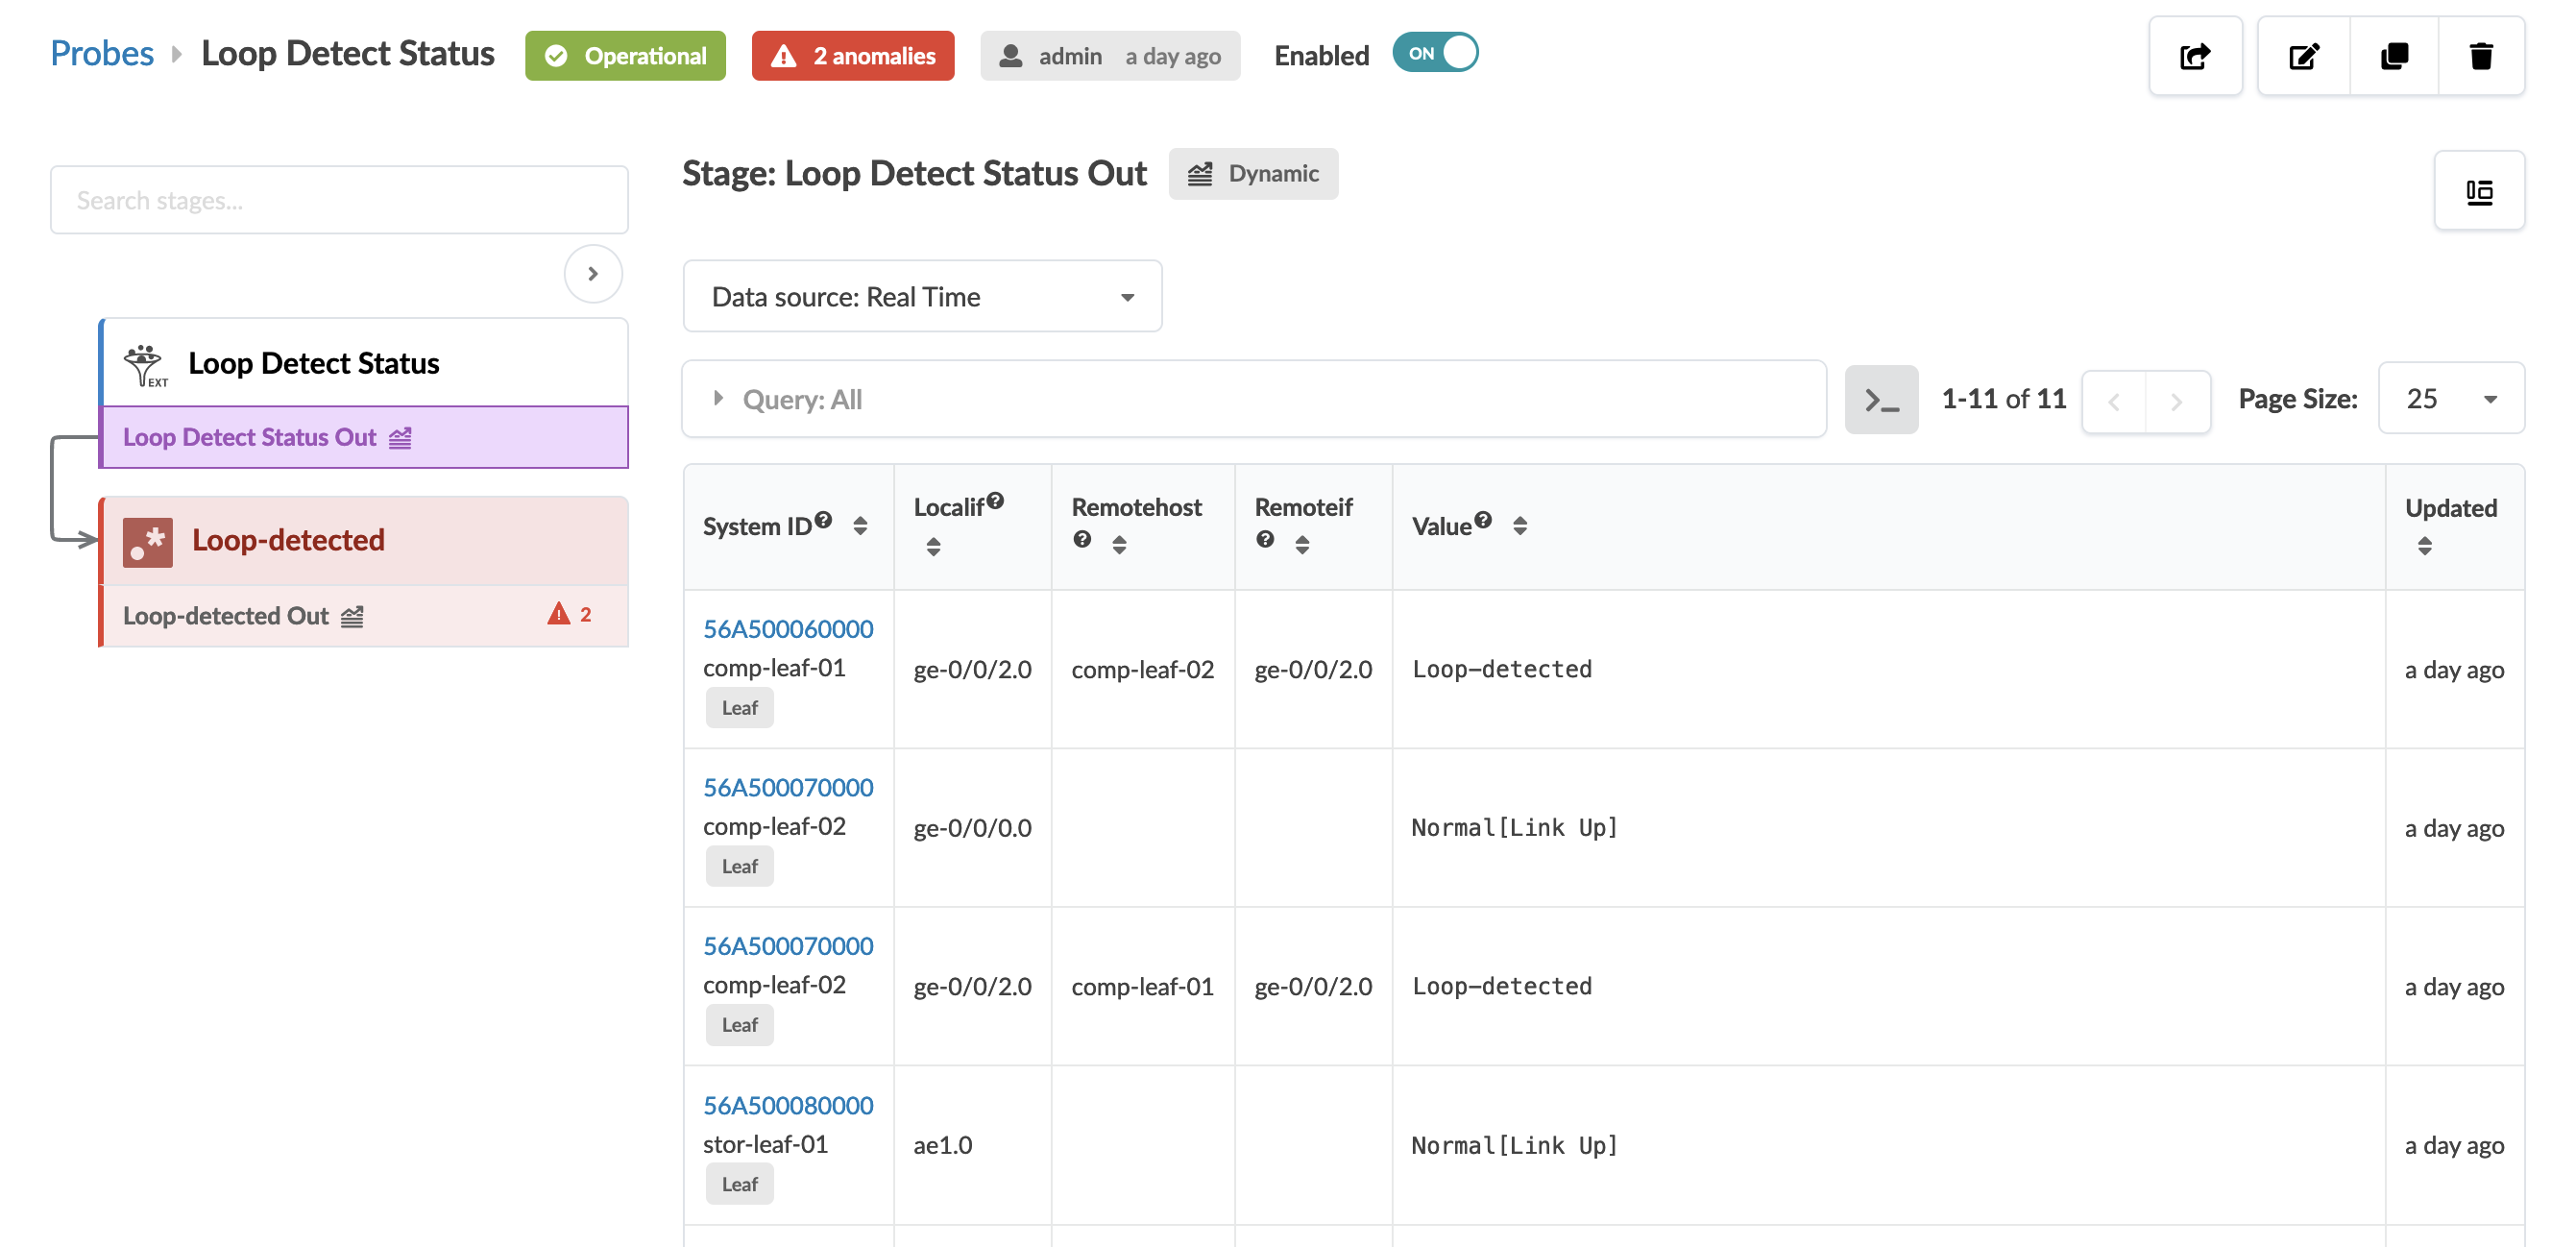 Probes Loop Detect Status Operational 2 anomalies admin a day ago Enabled ON
Search stages...
Loop Detect Status
EXT
Loop Detect Status Out
Loop-detected
Loop-detected Out 2
Stage: Loop Detect Status Out Dynamic
Data source: Real Time
Query: All 1-11 of 11 Page Size: 25
System ID Localif Remotehost Remoteif Value Updated
56A500060000
comp-leaf-01 ge-0/0/2.0 comp-leaf-02 ge-0/0/2.0 Loop-detected a day ago
Leaf
56A500070000
comp-leaf-02 ge-0/0/0.0 Normal[Link Up] a day ago
Leaf
56A500070000
comp-leaf-02 ge-0/0/2.0 comp-leaf-01 ge-0/0/2.0 Loop-detected a day ago
Leaf
56A500080000
stor-leaf-01 ae1.0 Normal[Link Up] a day ago
Leaf